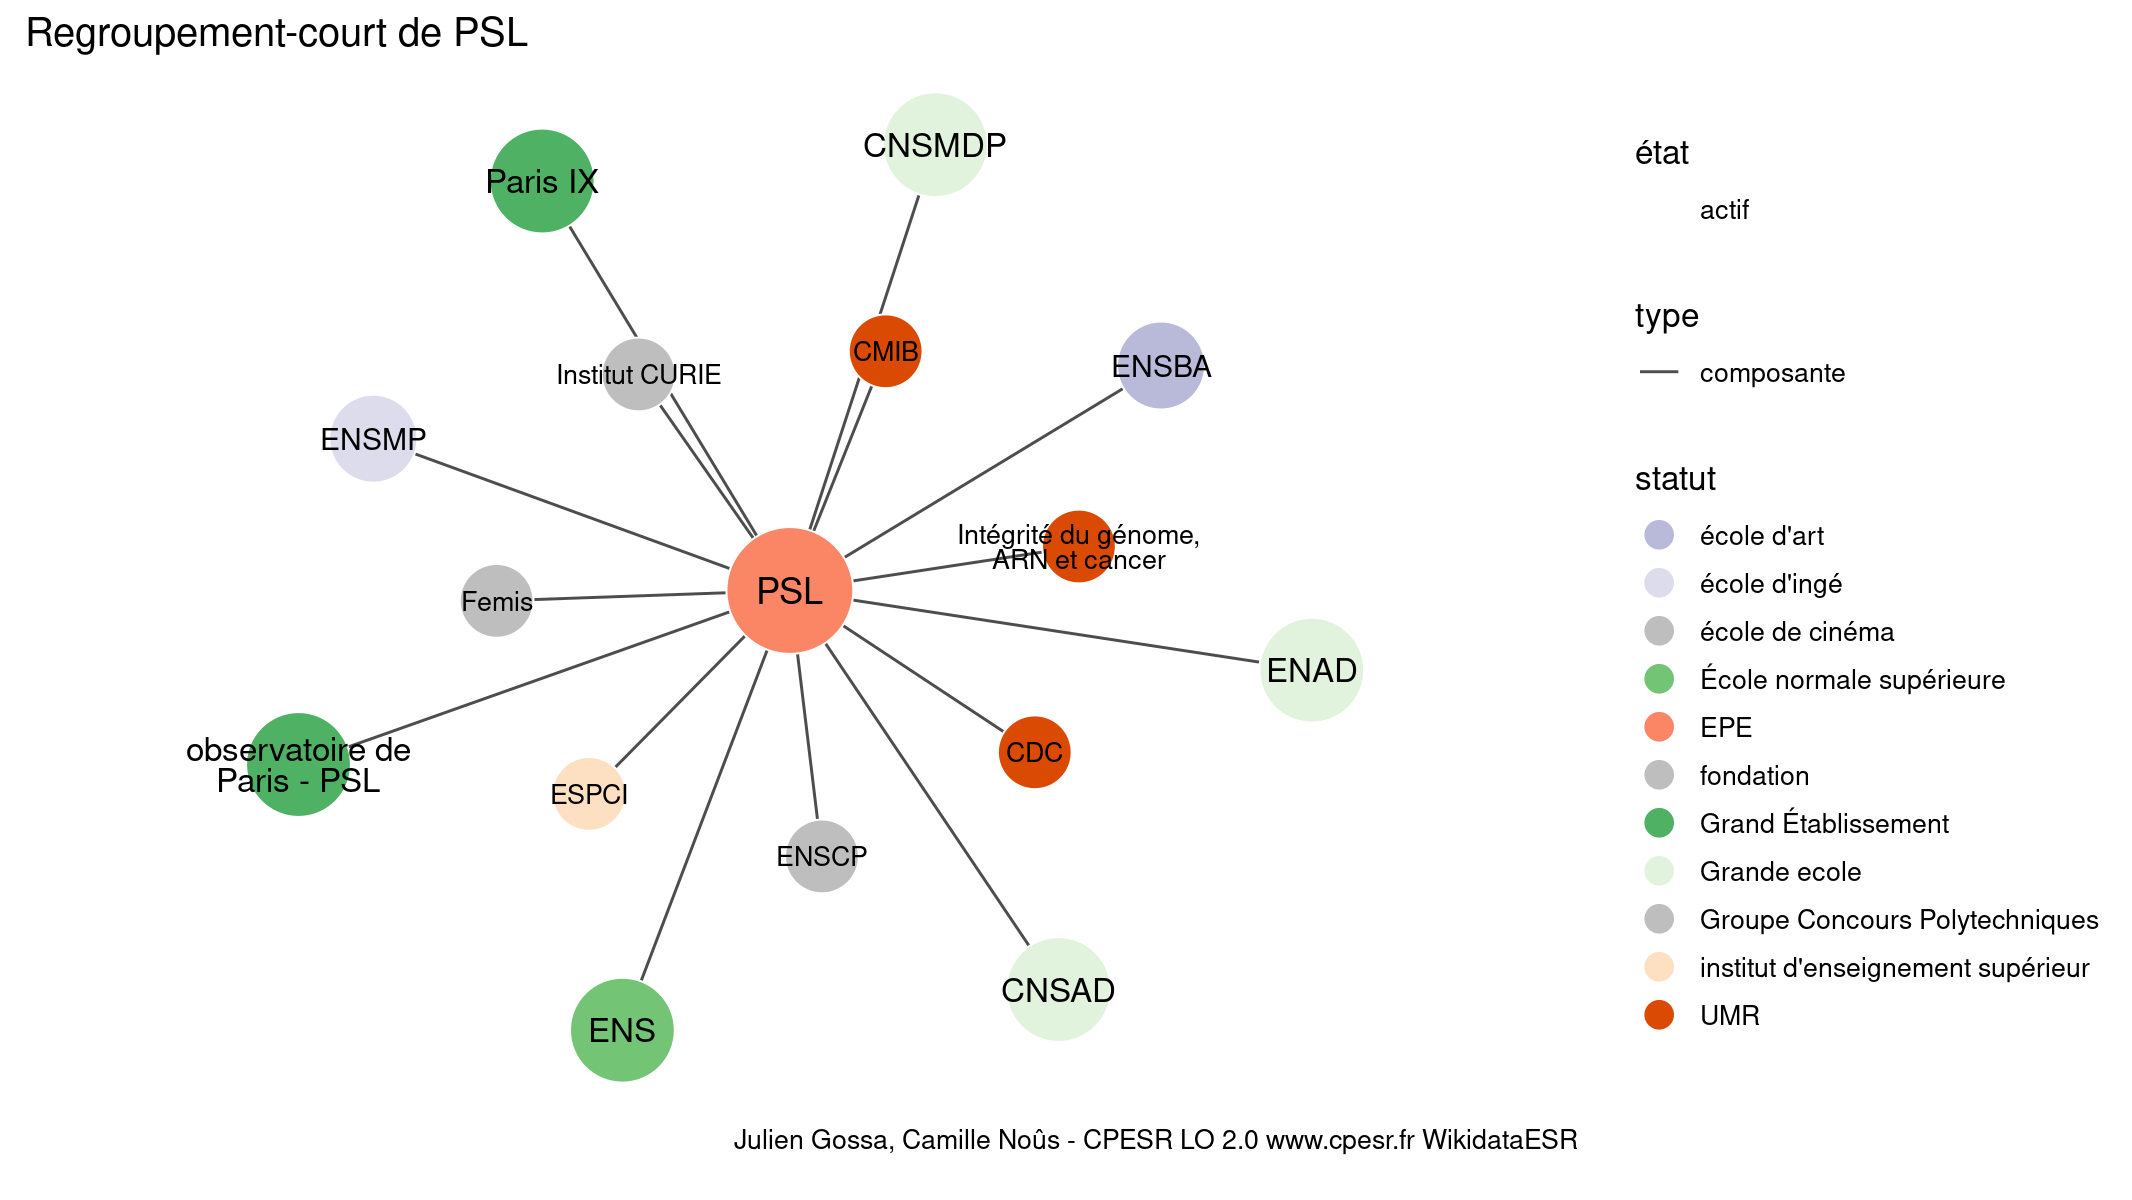 Regroupement-court de PSL
CNSMDP
Paris IX
CMIB
ENSBA
Institut CURIE
ENSMP
Intégrité du génome,
ARN et cancer
PSL
Femis
ENAD
observatoire de
Paris - PSL
CDC
ESPCI
ENSCP
CNSAD
ENS
état
actif
type
composante
statut
école d'art
école d'ingé
école de cinéma
École normale supérieure
EPE
fondation
Grand Établissement
Grande ecole
Groupe Concours Polytechniques
institut d'enseignement supérieur
UMR
Julien Gossa, Camille Noûs - CPESR LO 2.0 www.cpesr.fr WikidataESR